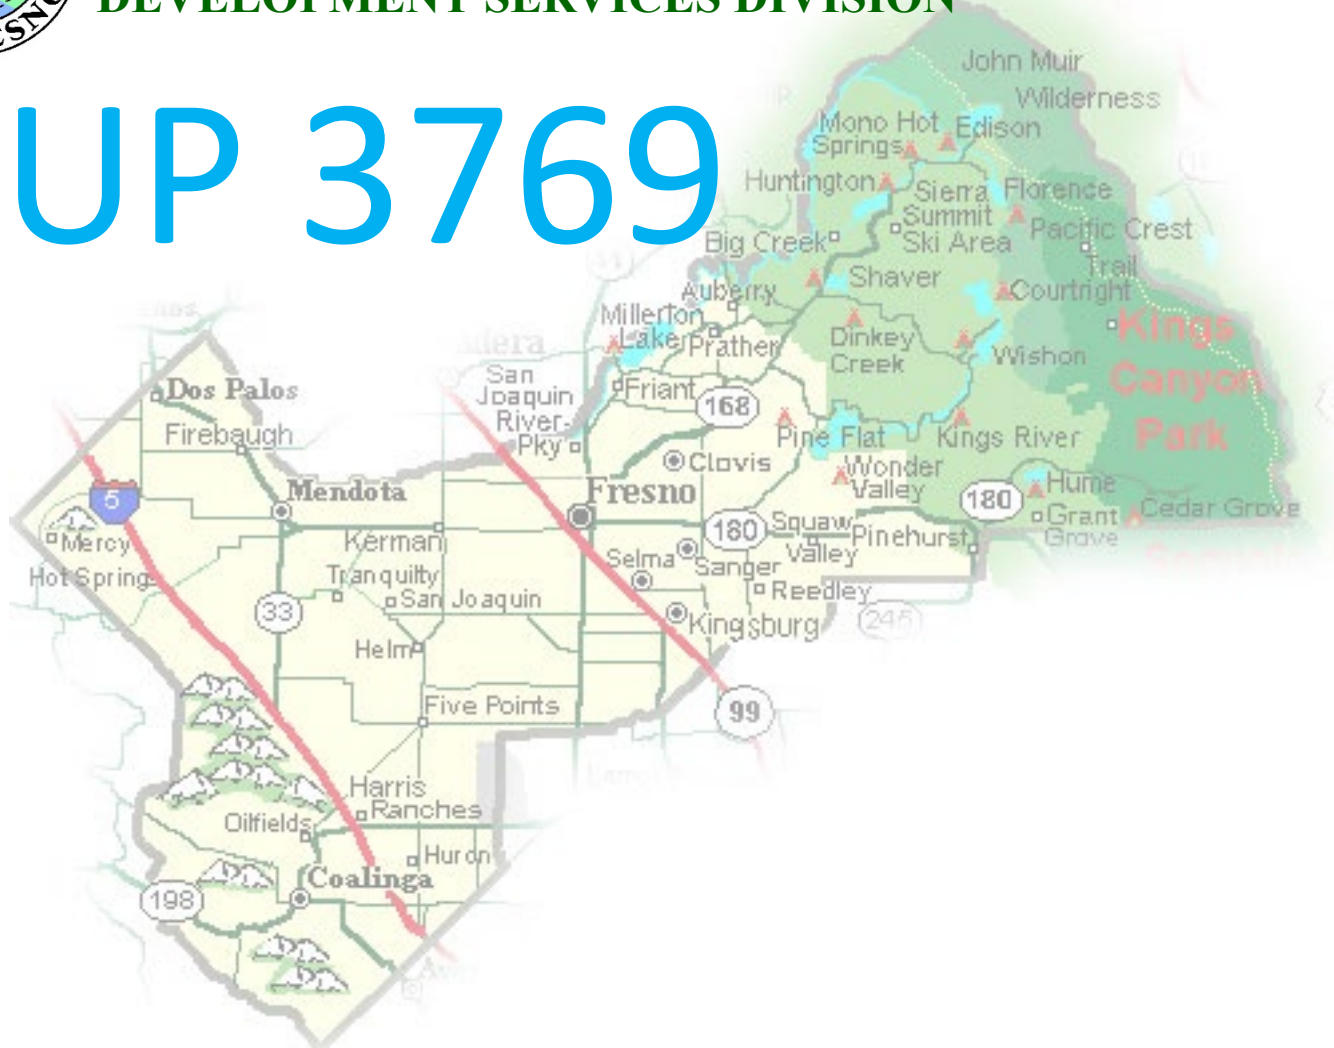 DEVELOPMENT SERVICES DIVISION
UP 3769
John Muir
Wilderness
Mono Hot
Springs
Edison
Huntington
Sierra
Summit
Ski Area
Florence
Pacific Crest
Trail
Big Creek
Shaver
Courtright
Auberry
Millerton
Lake
Prather
Dinkey
Creek
Wishon
Kings
Canyon
Park
San
Joaquin
River-
Pky
Friant
168
Dos Palos
Firebaugh
Pine Flat
Kings River
Clovis
Wonder
Valley
5
Mendota
Fresno
180
Hume
Grant
Grove
Cedar Grove
Mercy
Hot Springs
Kerman
180
Squaw
Valley
Pinehurst
Selma
Sanger
Tranquilty
San Joaquin
Reedley
33
Kingsburg
245
Helm
Five Points
99
Harris
Ranches
Oilfields
Huron
Coalinga
198